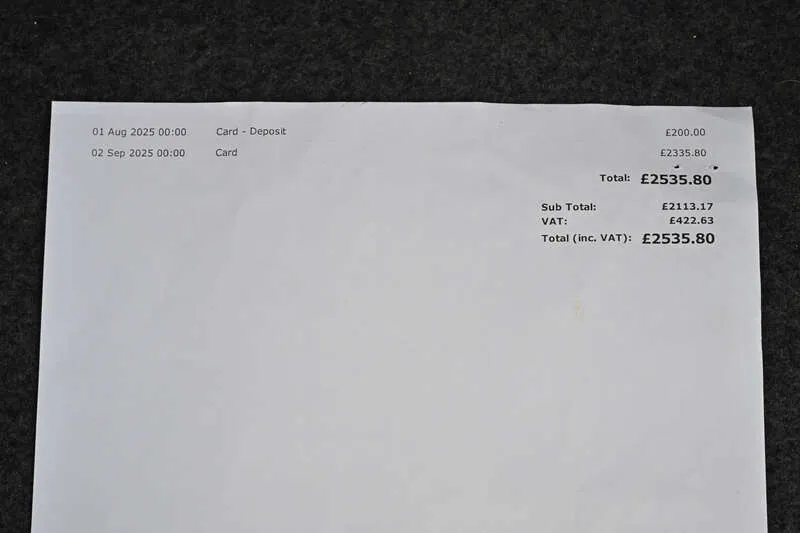 01 Aug 2025 00:00 Card - Deposit £200.00
02 Sep 2025 00:00 Card £2335.80
Total: £2535.80
Sub Total: £2113.17
VAT: £422.63
Total (inc. VAT): £2535.80